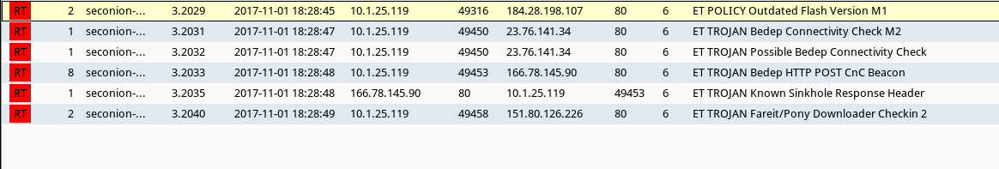 RT 2 seconion-... 3.2029 2017-11-01 18:28:45 10.1.25.119 49316 184.28.198.107 80 6 ET POLICY Outdated Flash Version M1
RT 1 seconion-... 3.2031 2017-11-01 18:28:47 10.1.25.119 49450 23.76.141.34 80 6 ET TROJAN Bedep Connectivity Check M2
RT 1 seconion-... 3.2032 2017-11-01 18:28:47 10.1.25.119 49450 23.76.141.34 80 6 ET TROJAN Possible Bedep Connectivity Check
RT 8 seconion-... 3.2033 2017-11-01 18:28:48 10.1.25.119 49453 166.78.145.90 80 6 ET TROJAN Bedep HTTP POST CnC Beacon
RT 1 seconion-... 3.2035 2017-11-01 18:28:48 166.78.145.90 80 10.1.25.119 49453 6 ET TROJAN Known Sinkhole Response Header
RT 2 seconion-... 3.2040 2017-11-01 18:28:49 10.1.25.119 49458 151.80.126.226 80 6 ET TROJAN Fareit/Pony Downloader Checkin 2